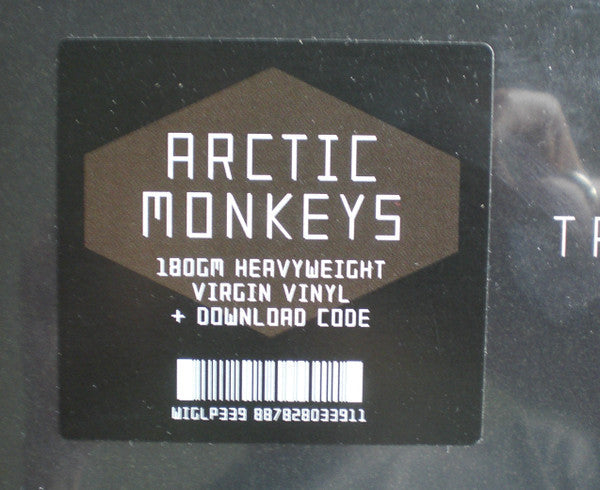 ARCTIC
MONKEYS
180GM HEAVYWEIGHT
VIRGIN VINYL
+ DOWNLOAD CODE
WIGLP339 887828033911